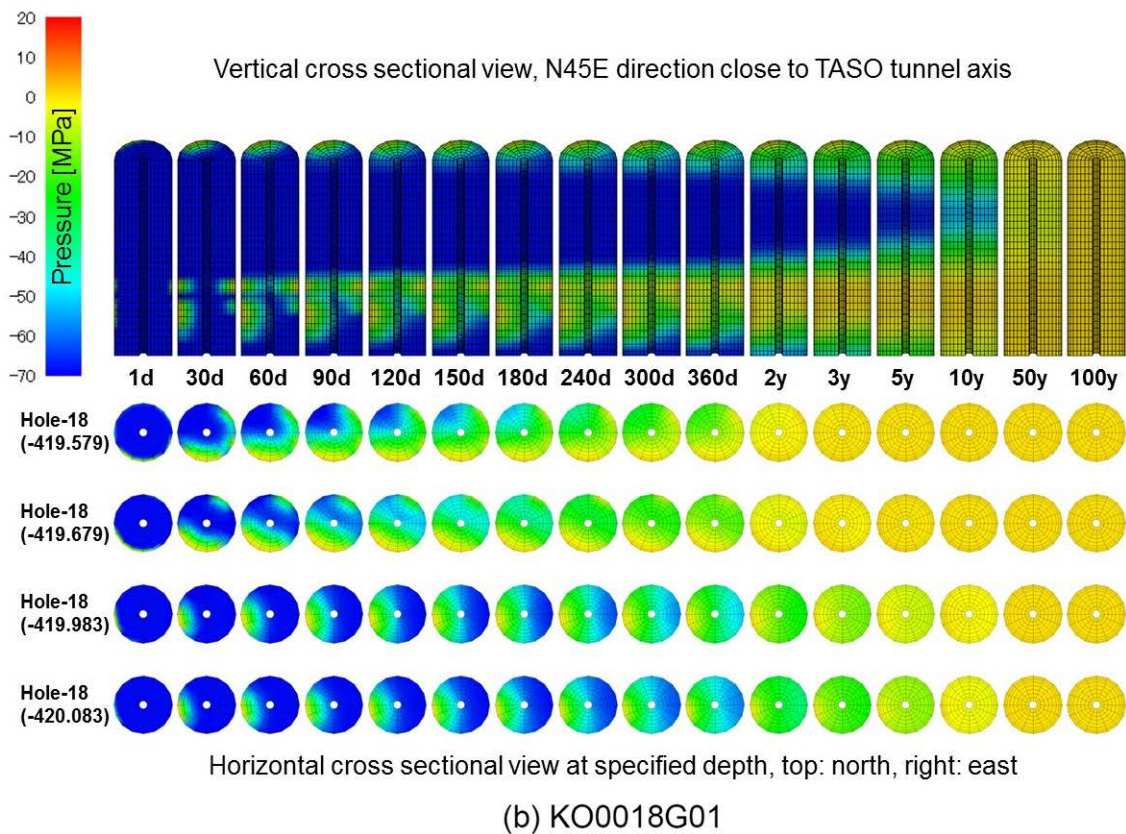 20
10
0
-10
-20
-30
-40
-50
-60
-70
Pressure [MPa]
Vertical cross sectional view, N45E direction close to TASO tunnel axis
1d 30d 60d 90d 120d 150d 180d 240d 300d 360d 2y 3y 5y 10y 50y 100y
Hole-18
(-419.579)
Hole-18
(-419.679)
Hole-18
(-419.983)
Hole-18
(-420.083)
Horizontal cross sectional view at specified depth, top: north, right: east
(b) KO0018G01